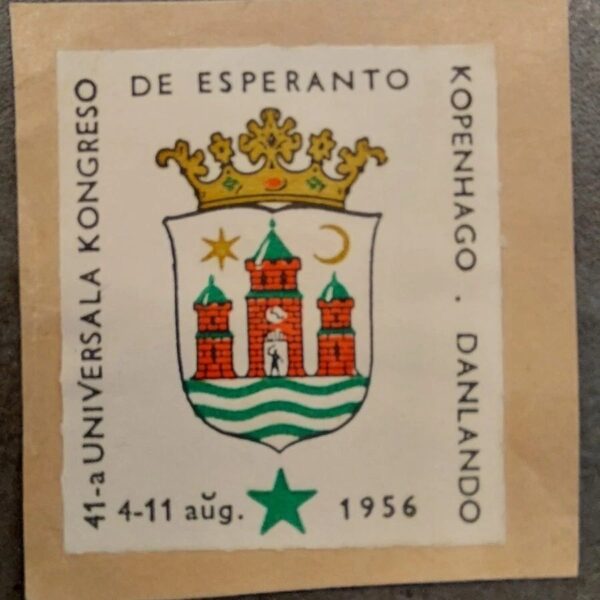 41-a UNIVERSALA KONGRESO
DE ESPERANTO
KOPENHAGO . DANLANDO
4-11 aŭg. 1956